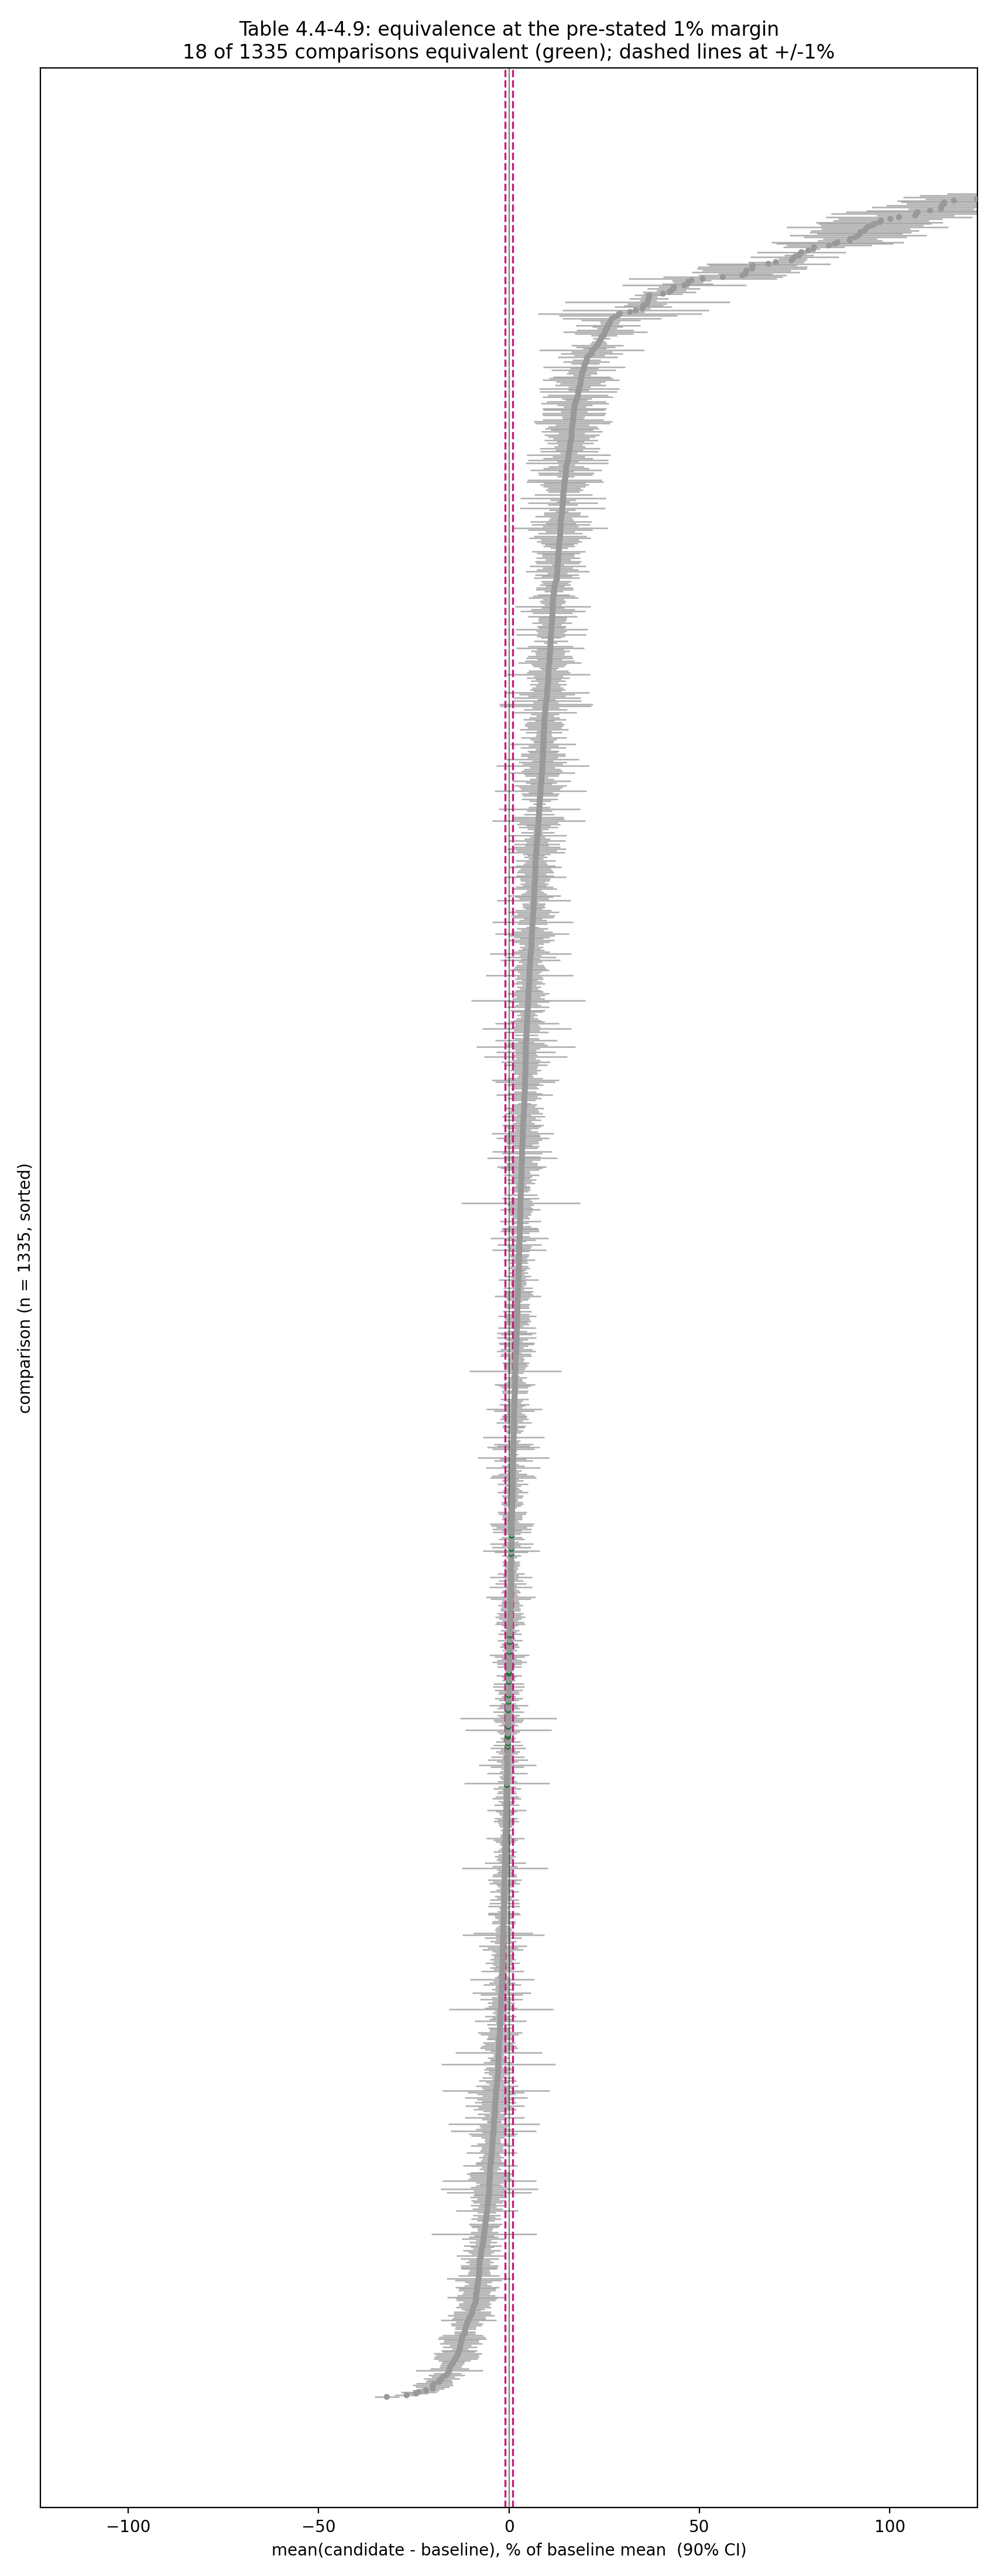 Table 4.4-4.9: equivalence at the pre-stated 1% margin
18 of 1335 comparisons equivalent (green); dashed lines at +/-1%
comparison (n = 1335, sorted)
−100
−50
0
50
100
mean(candidate - baseline), % of baseline mean  (90% CI)